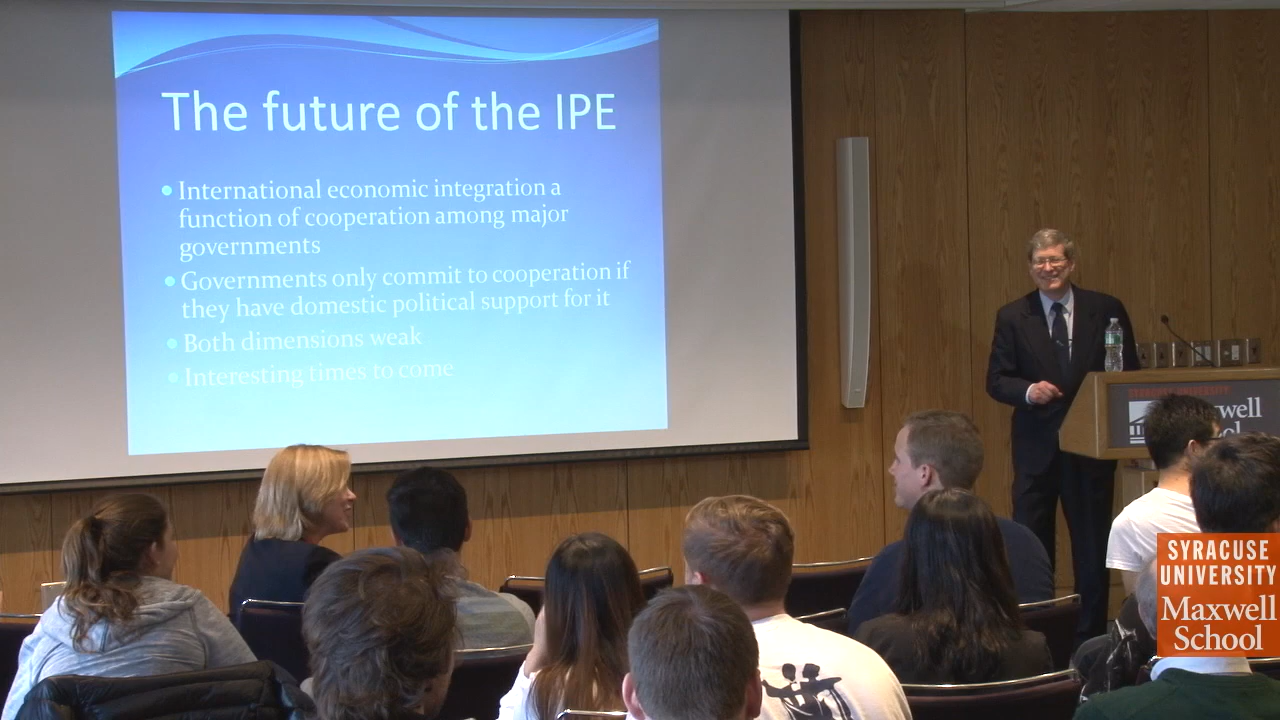 The future of the IPE
International economic integration a
function of cooperation among major
governments
Governments only commit to cooperation if
they have domestic political support for it
Both dimensions weak
Interesting times to come
SYRACUSE UNIVERSITY
SYRACUSE
UNIVERSITY
Maxwell
School